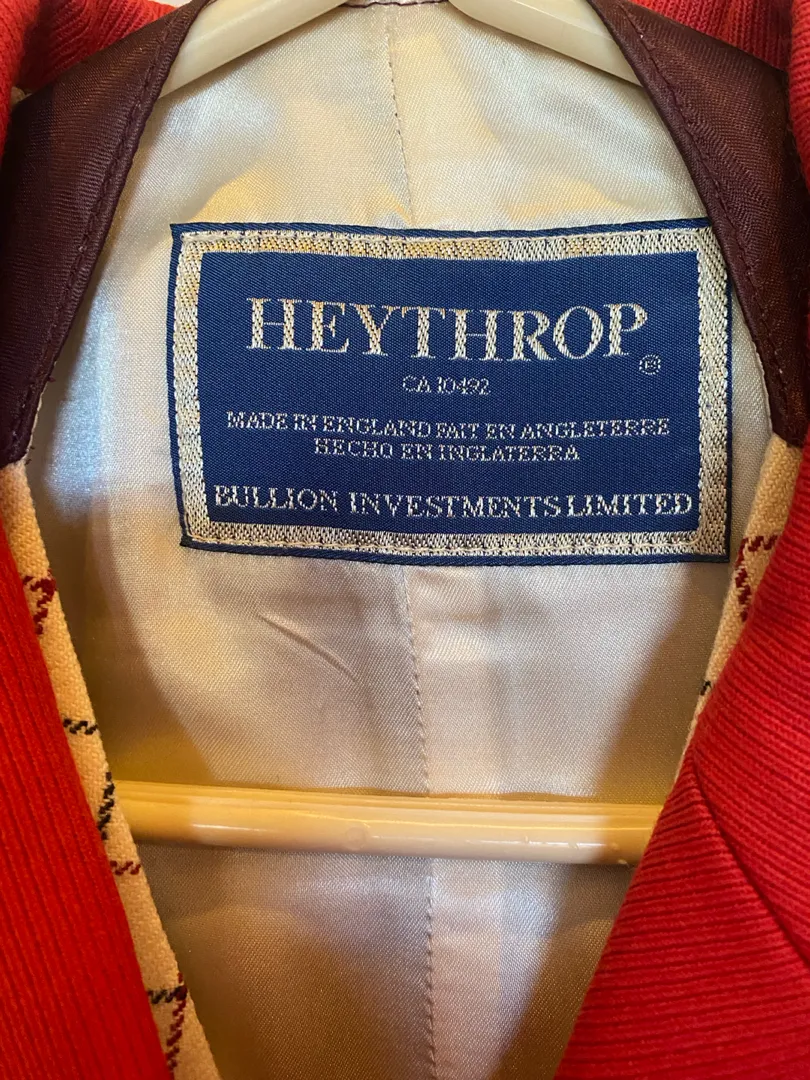 HEYTHROP
®
CA 10492
MADE IN ENGLAND FAIT EN ANGLETERRE
HECHO EN INGLATERRA
BULLION INVESTMENTS LIMITED